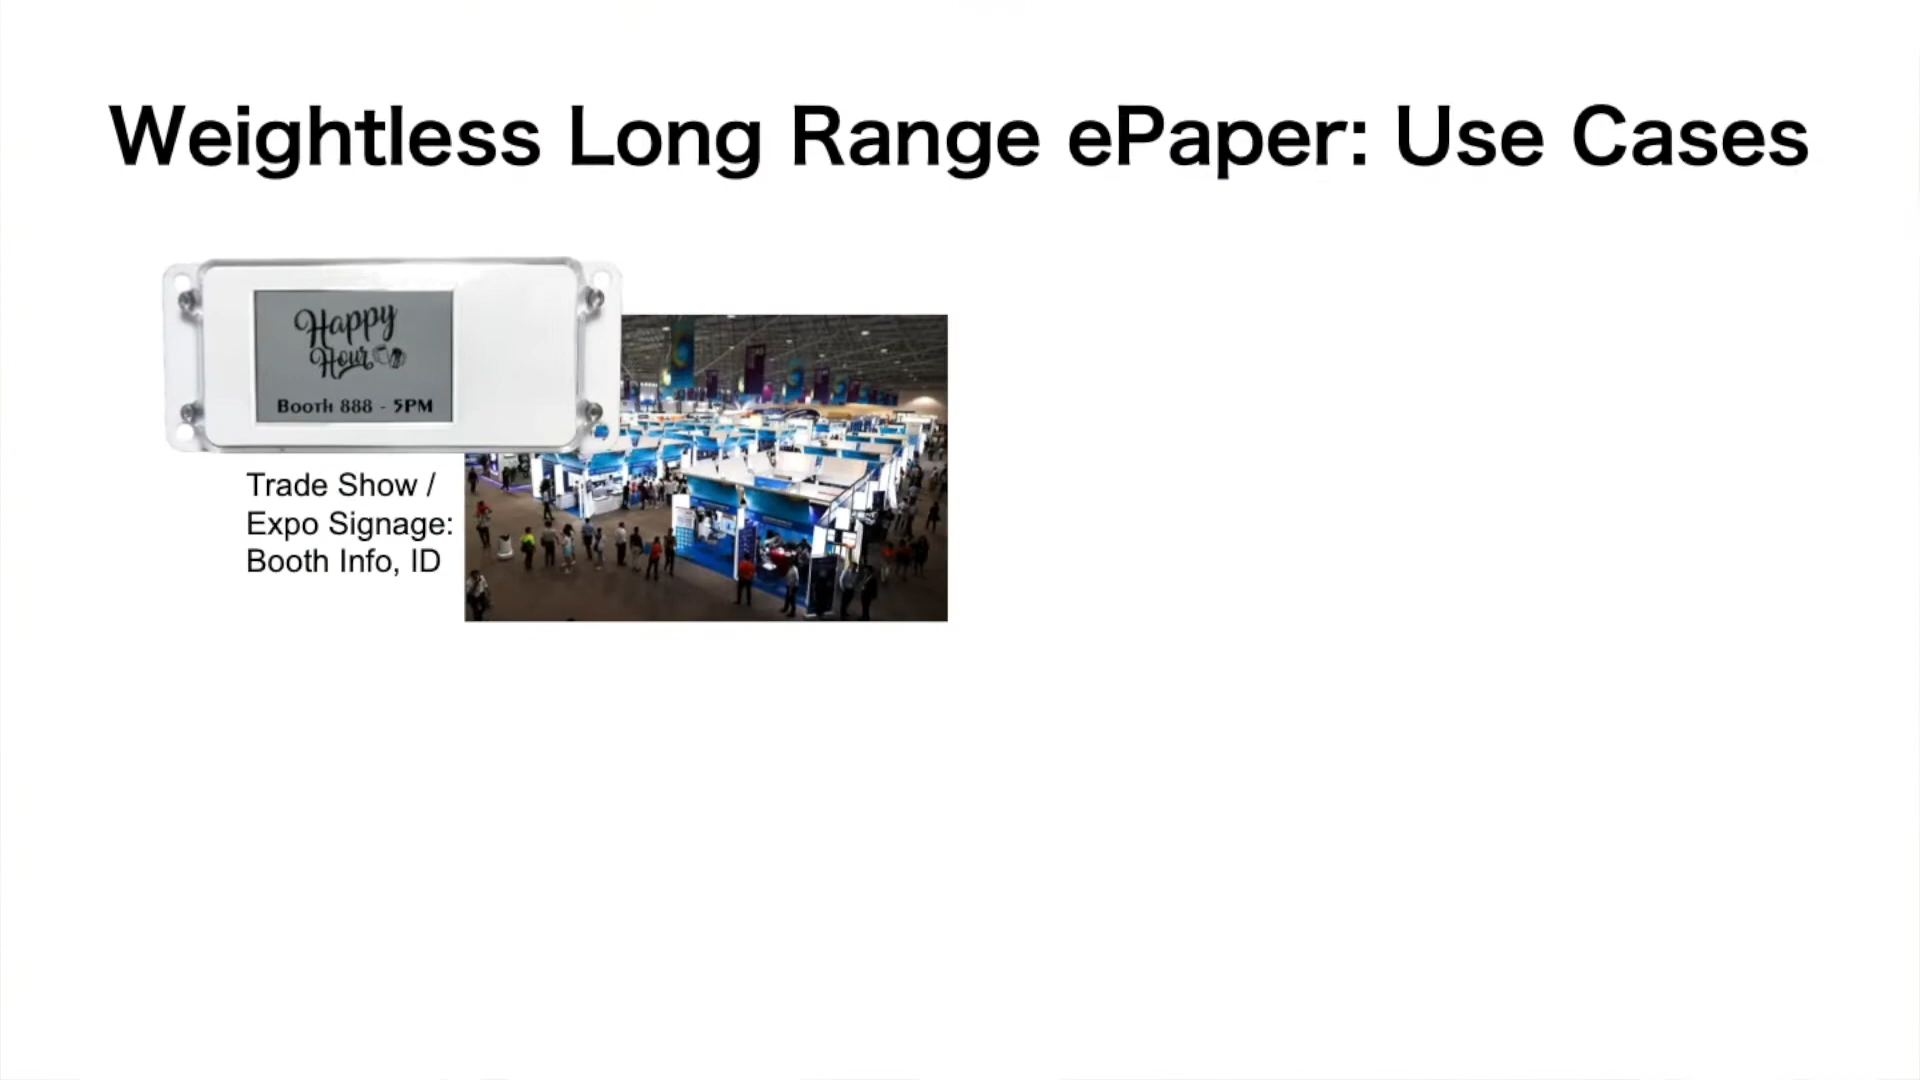 Weightless Long Range ePaper: Use Cases
Happy
Hour
Booth 888 - 5PM
Trade Show /
Expo Signage:
Booth Info, ID